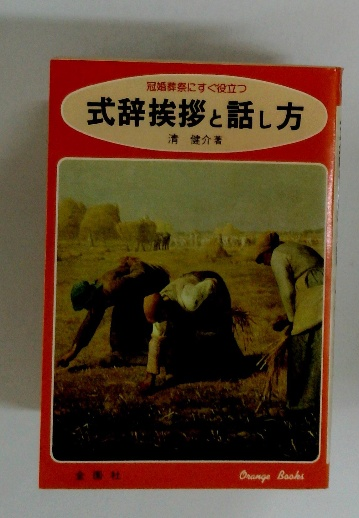 冠婚葬祭にすぐ役立つ
式辞挨拶と話し方
清 健介著
金園社
Orange Books